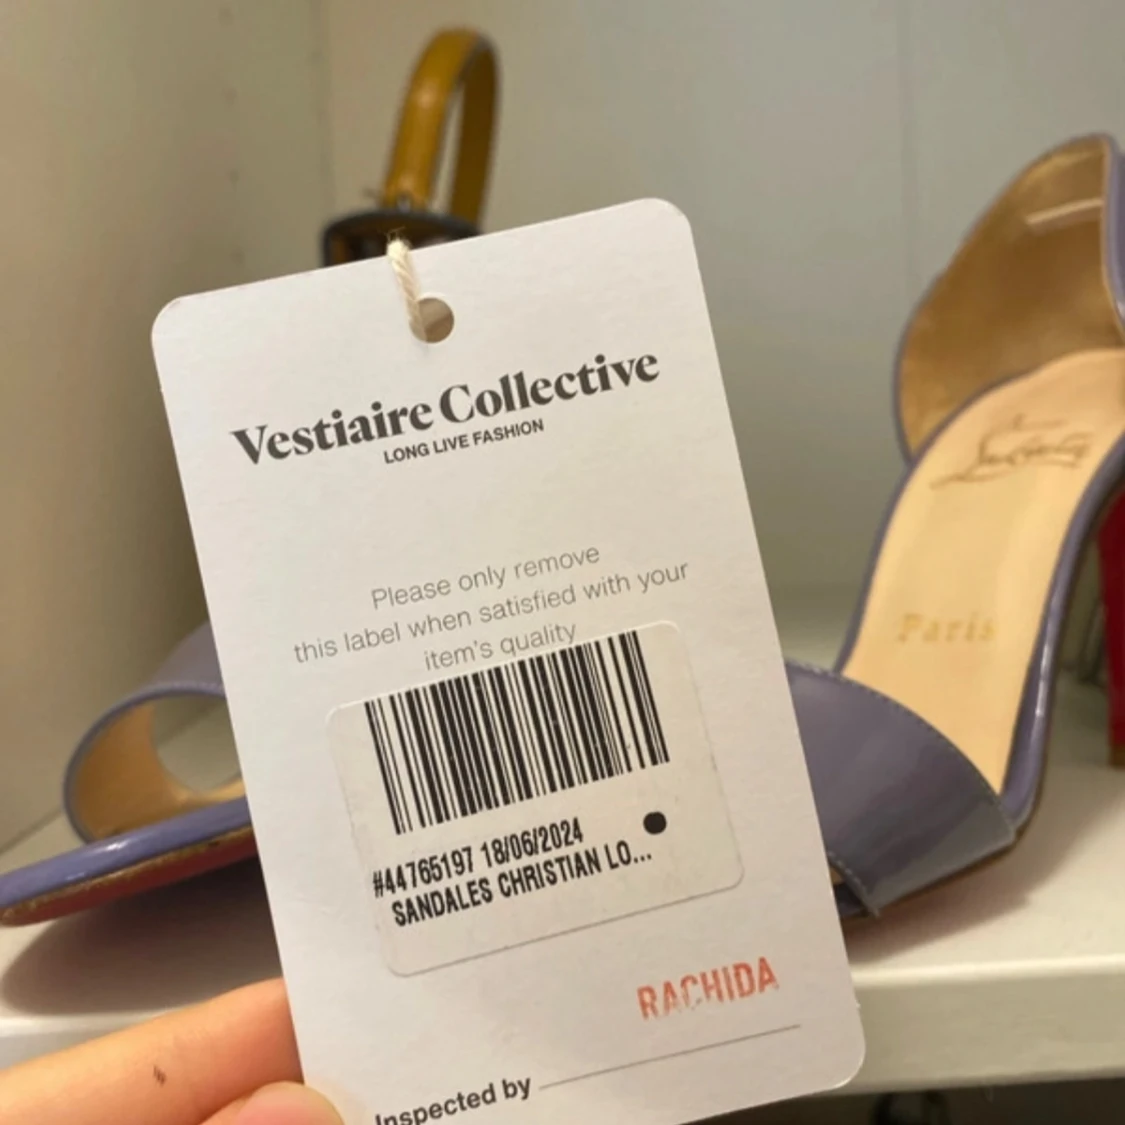 Vestiaire Collective
LONG LIVE FASHION
Please only remove
this label when satisfied with your
item's quality
#44765197 18/06/2024
SANDALES CHRISTIAN LO...
RACHIDA
Inspected by
Paris